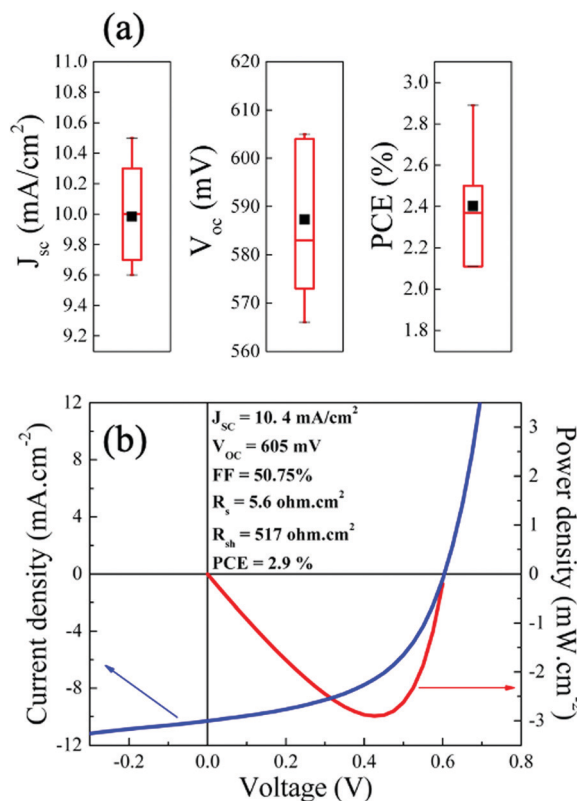 (a)
J_sc (mA/cm²)
11.0
10.8
10.6
10.4
10.2
10.0
9.8
9.6
9.4
9.2
V_oc (mV)
620
600
580
560
PCE (%)
3.0
2.8
2.6
2.4
2.2
2.0
1.8
(b)
Current density (mA.cm⁻²)
12
8
4
0
-4
-8
-12
J_SC = 10. 4 mA/cm²
V_OC = 605 mV
FF = 50.75%
R_s = 5.6 ohm.cm²
R_sh = 517 ohm.cm²
PCE = 2.9 %
3
2
1
0
-1
-2
-3
Power density (mW.cm⁻²)
-0.2 0.0 0.2 0.4 0.6 0.8
Voltage (V)